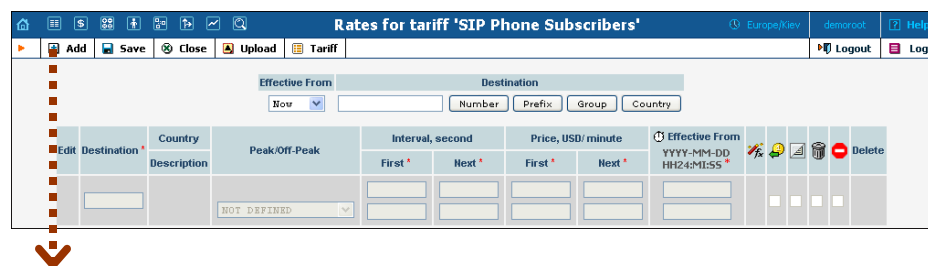 Rates for tariff 'SIP Phone Subscribers'
Europe/Kiev
demoroot
Help
Add
Save
Close
Upload
Tariff
Logout
Log
Effective From
Destination
Now
Number
Prefix
Group
Country
Edit
Destination *
Country
Description
Peak/Off-Peak
Interval, second
First *
Next *
Price, USD/minute
First *
Next *
Effective From
YYYY-MM-DD
HH24:MI:SS *
fx
Delete
NOT DEFINED